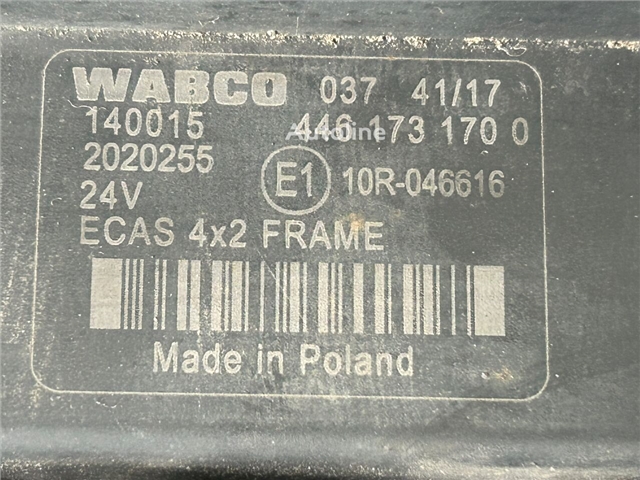 WABCO 037 41/17
140015 446 173 170 0
Autoline
2020255
24V E1 10R-046616
ECAS 4x2 FRAME
Made in Poland